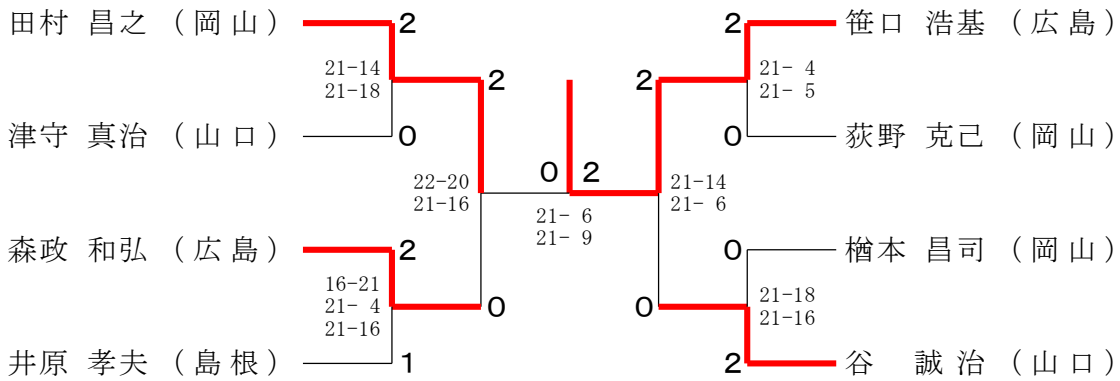 田村 昌之 (岡山) 2 2 笹口 浩基 (広島)
21-14 2 2 21- 4
21-18 21- 5
津守 真治 (山口) 0 0 荻野 克己 (岡山)
22-20 0 2 21-14
21-16 21- 6
21- 6
21- 9
森政 和弘 (広島) 2 0 楢本 昌司 (岡山)
16-21 21-18
21- 4 0 0 21-16
21-16
井原 孝夫 (島根) 1 2 谷 誠治 (山口)